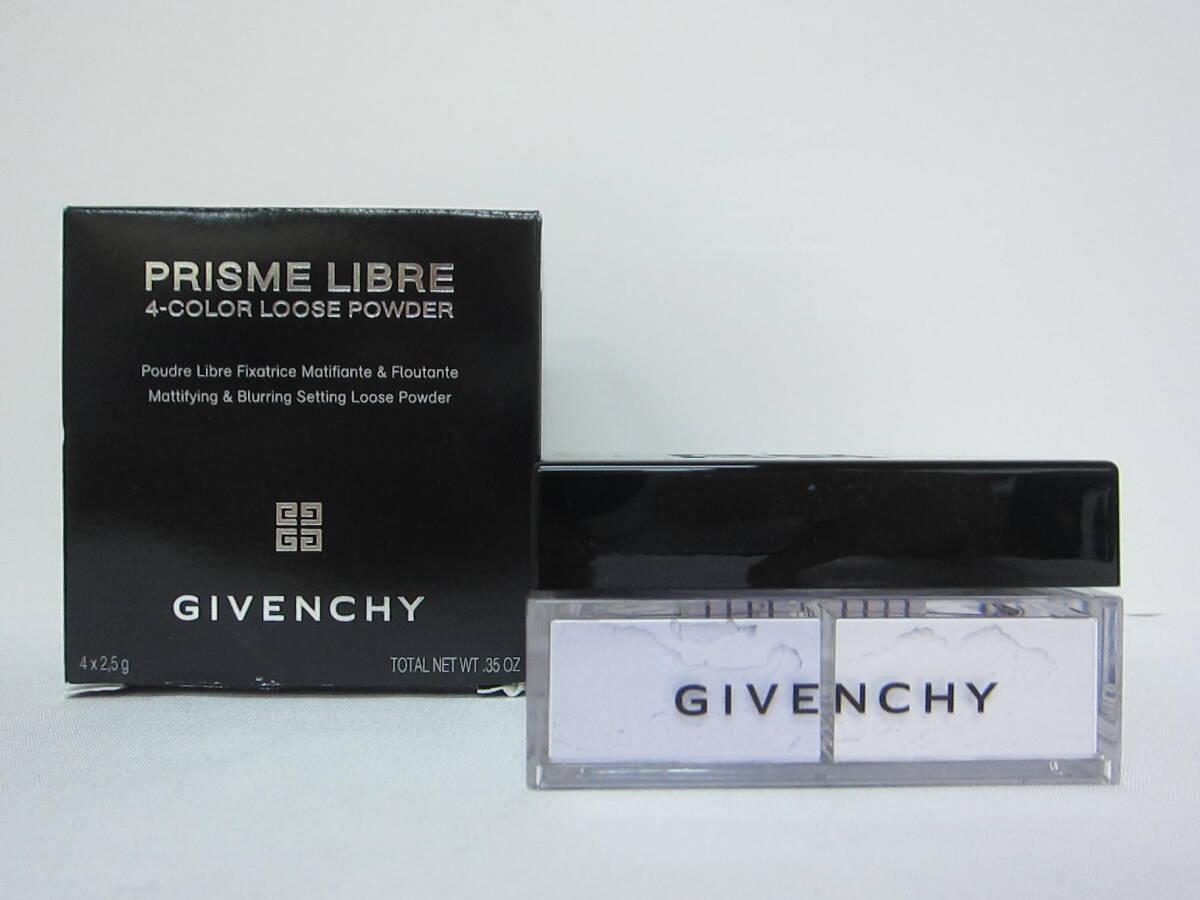 PRISME LIBRE
4-COLOR LOOSE POWDER
Poudre Libre Fixatrice Matifiante & Floutante
Mattifying & Blurring Setting Loose Powder
GIVENCHY
4 x 2,5 g
TOTAL NET WT .35 OZ
GIVENCHY